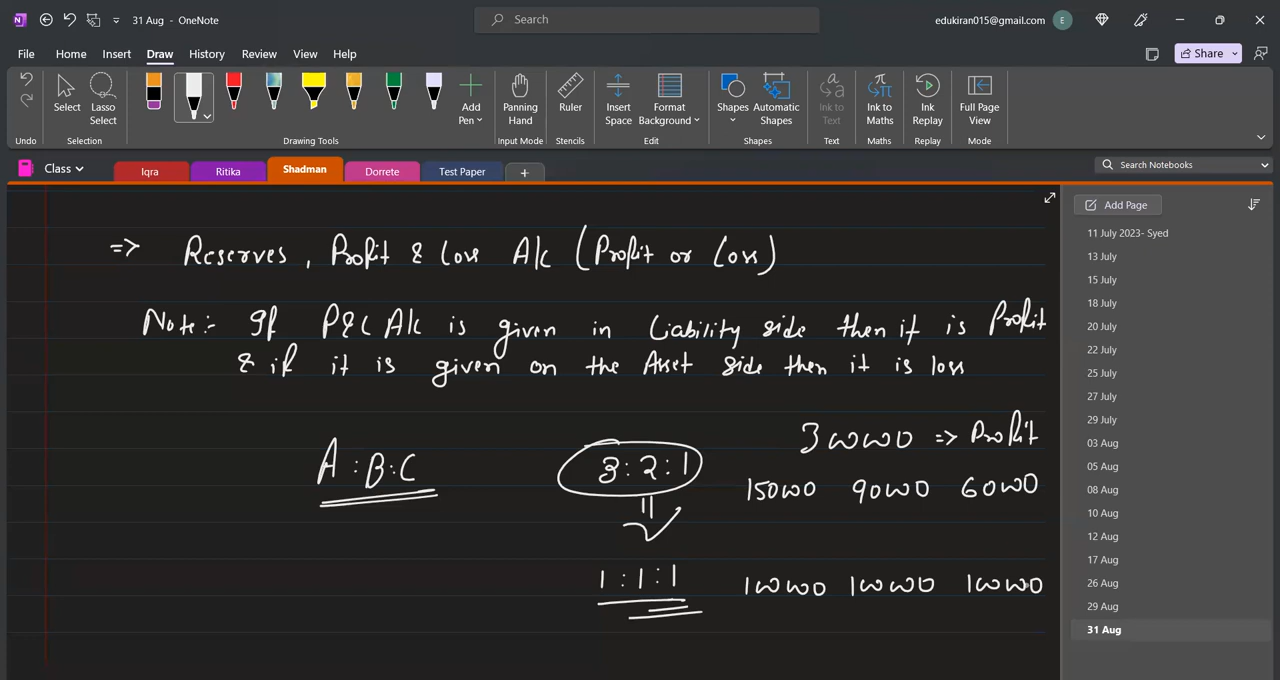 31 Aug - OneNote
Search
edukiran015@gmail.com E
File Home Insert Draw History Review View Help
Share
Select Lasso Select
Add Pen
Panning Hand
Ruler
Insert Space
Format Background
Shapes
Automatic Shapes
Ink to Text
Ink to Maths
Ink Replay
Full Page View
Undo Selection Drawing Tools Input Mode Stencils Edit Shapes Text Maths Replay Mode
Class Iqra Ritika Shadman Dorrete Test Paper +
Search Notebooks
Add Page
11 July 2023- Syed
13 July
15 July
18 July
20 July
22 July
25 July
27 July
29 July
03 Aug
05 Aug
08 Aug
10 Aug
12 Aug
17 Aug
26 Aug
29 Aug
31 Aug
=> Reserves, Profit & Loss A/c (Profit or Loss)
Note:- If P&L A/c is given in Liability side then it is Profit
& if it is given on the Asset side then it is loss
300000 => Profit
A : B : C 3 : 2 : 1 150000 90000 60000
1 : 1 : 1 100000 100000 100000